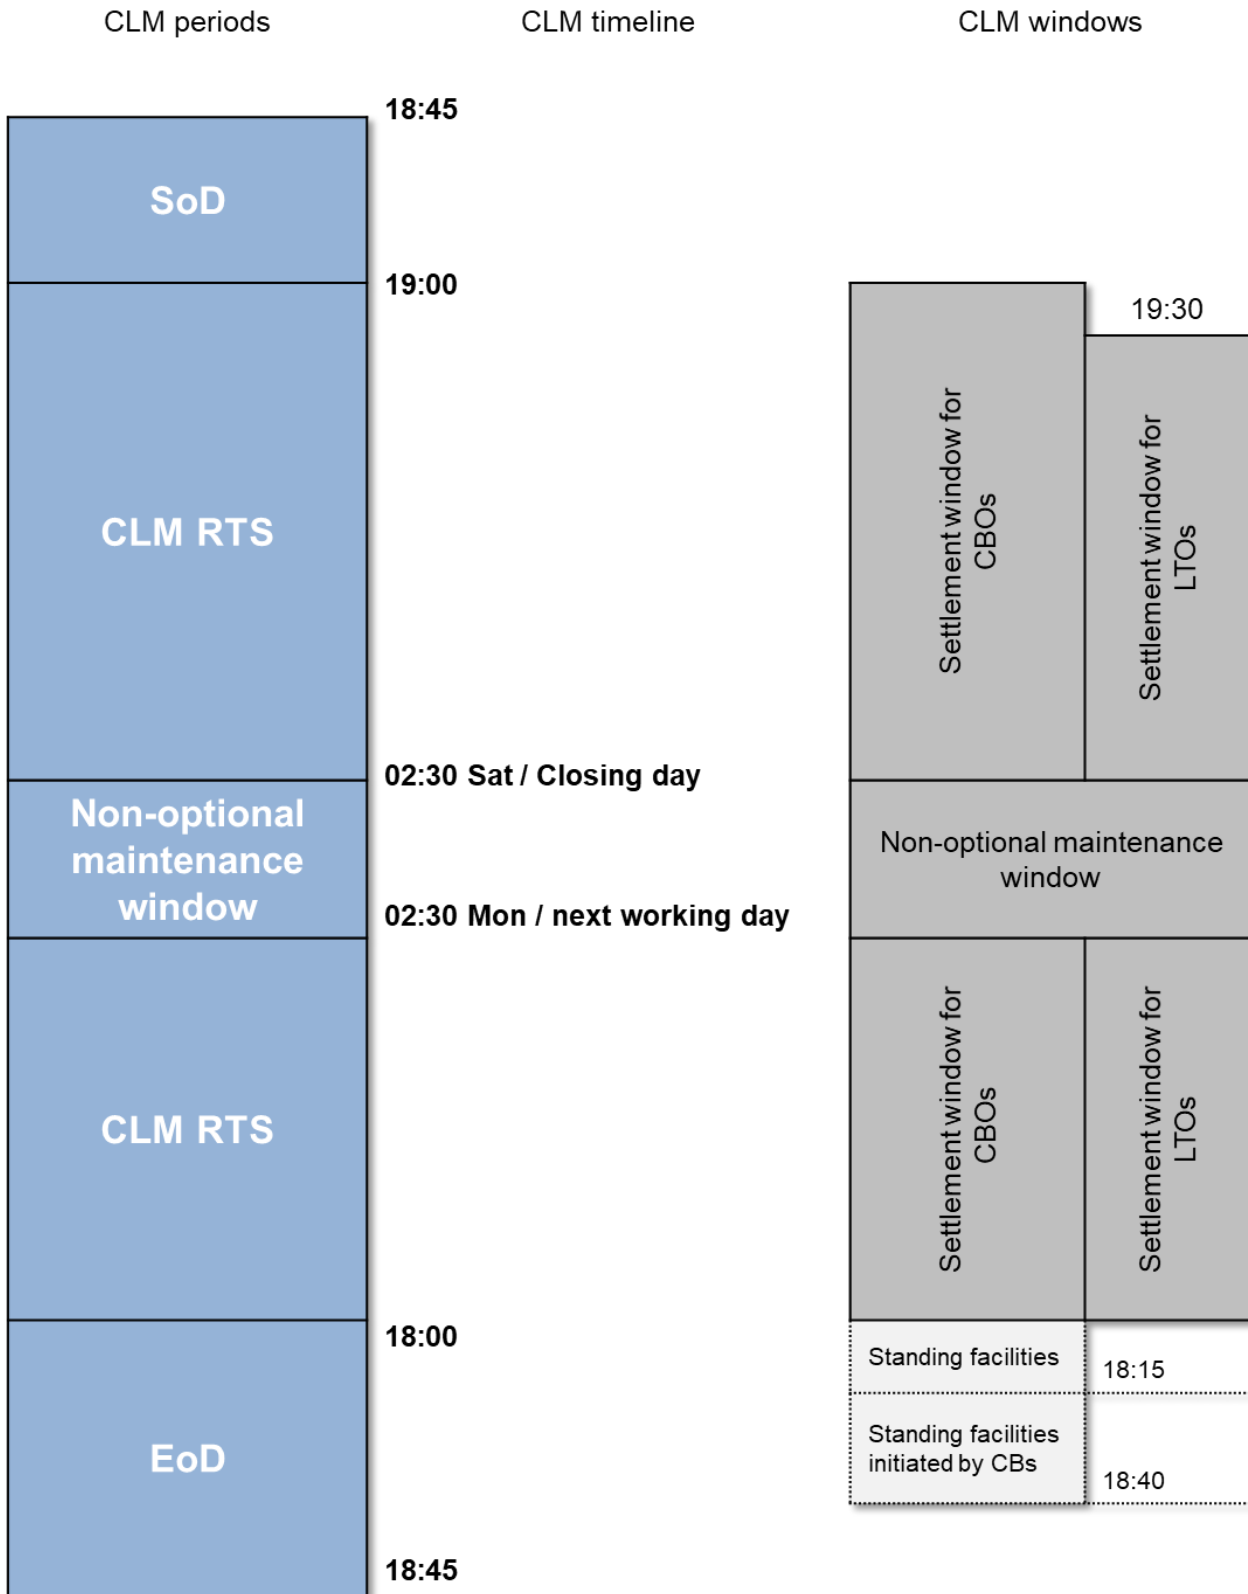 CLM periods
CLM timeline
CLM windows
18:45
SoD
19:00
19:30
CLM RTS
Settlement window for
CBOs
Settlement window for
LTOs
02:30 Sat / Closing day
Non-optional
maintenance
window
Non-optional maintenance
window
02:30 Mon / next working day
CLM RTS
Settlement window for
CBOs
Settlement window for
LTOs
18:00
Standing facilities
18:15
EoD
Standing facilities
initiated by CBs
18:40
18:45